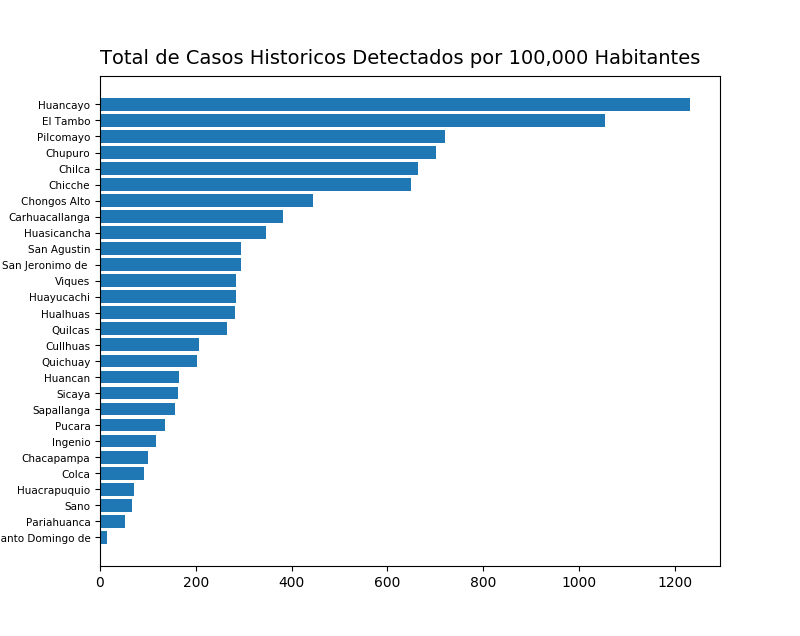 Total de Casos Historicos Detectados por 100,000 Habitantes
Huancayo
El Tambo
Pilcomayo
Chupuro
Chilca
Chicche
Chongos Alto
Carhuacallanga
Huasicancha
San Agustin
San Jeronimo de
Viques
Huayucachi
Hualhuas
Quilcas
Cullhuas
Quichuay
Huancan
Sicaya
Sapallanga
Pucara
Ingenio
Chacapampa
Colca
Huacrapuquio
Sano
Pariahuanca
anto Domingo de
0 200 400 600 800 1000 1200